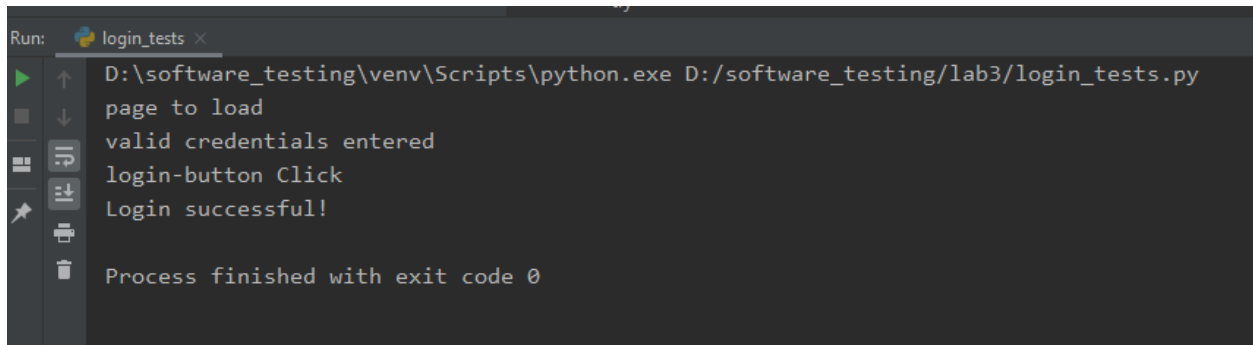 Run: login_tests
D:\software_testing\venv\Scripts\python.exe D:/software_testing/lab3/login_tests.py
page to load
valid credentials entered
login-button Click
Login successful!
Process finished with exit code 0